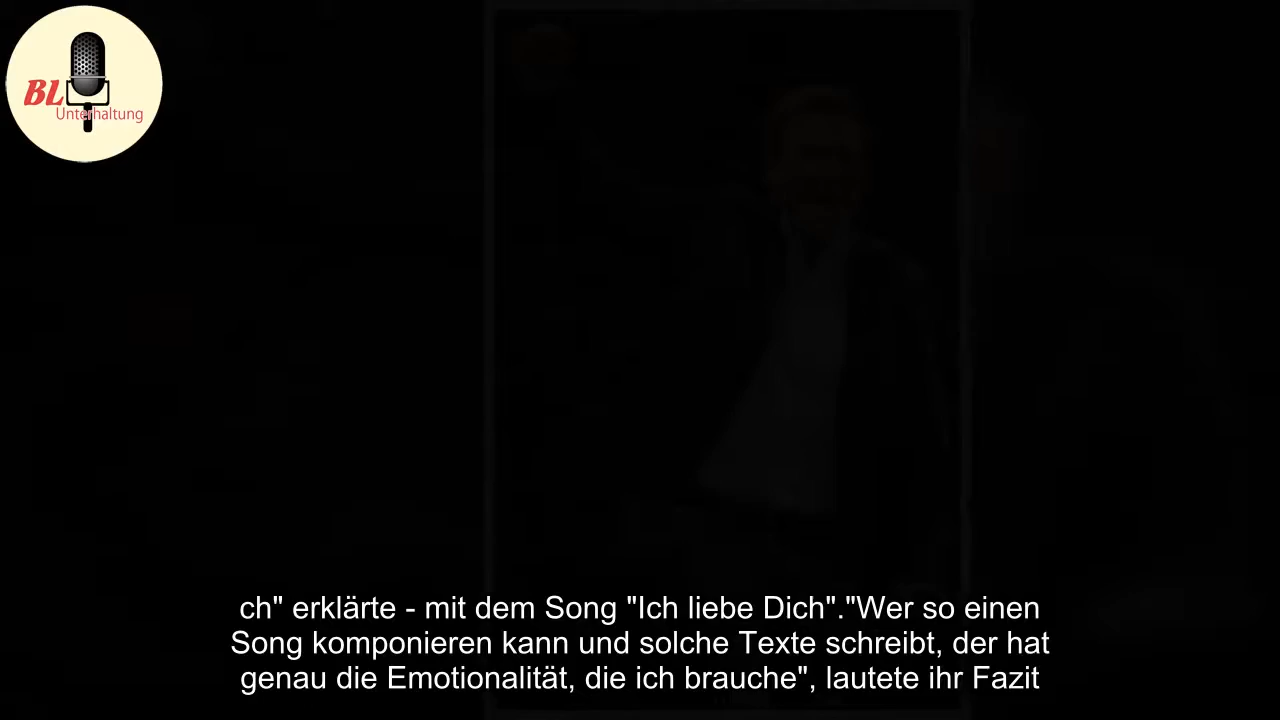 BL
Unterhaltung
ch" erklärte - mit dem Song "Ich liebe Dich"."Wer so einen
Song komponieren kann und solche Texte schreibt, der hat
genau die Emotionalität, die ich brauche", lautete ihr Fazit